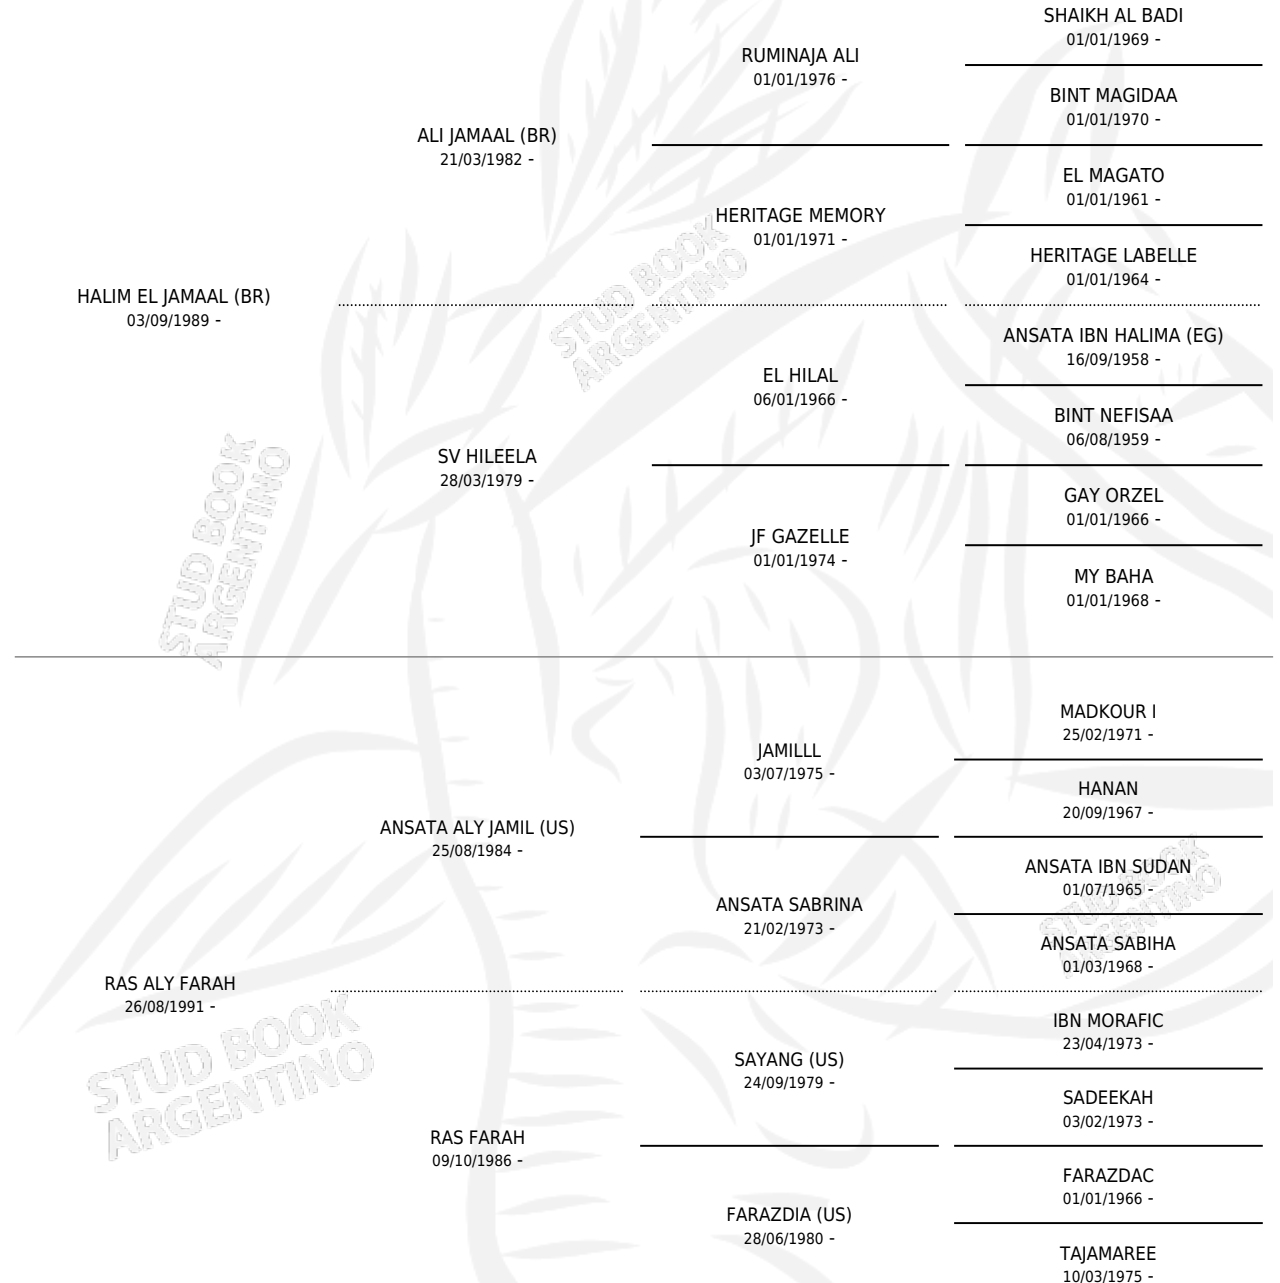 SHAIKH AL BADI
01/01/1969 -
RUMINAJA ALI
01/01/1976 -
BINT MAGIDAA
01/01/1970 -
ALI JAMAAL (BR)
21/03/1982 -
EL MAGATO
01/01/1961 -
HERITAGE MEMORY
01/01/1971 -
HERITAGE LABELLE
01/01/1964 -
HALIM EL JAMAAL (BR)
03/09/1989 -
ANSATA IBN HALIMA (EG)
16/09/1958 -
EL HILAL
06/01/1966 -
BINT NEFISAA
06/08/1959 -
SV HILEELA
28/03/1979 -
GAY ORZEL
01/01/1966 -
JF GAZELLE
01/01/1974 -
MY BAHA
01/01/1968 -
MADKOUR I
25/02/1971 -
JAMILLL
03/07/1975 -
HANAN
20/09/1967 -
ANSATA ALY JAMIL (US)
25/08/1984 -
ANSATA IBN SUDAN
01/07/1965 -
ANSATA SABRINA
21/02/1973 -
ANSATA SABIHA
01/03/1968 -
RAS ALY FARAH
26/08/1991 -
IBN MORAFIC
23/04/1973 -
SAYANG (US)
24/09/1979 -
SADEEKAH
03/02/1973 -
RAS FARAH
09/10/1986 -
FARAZDAC
01/01/1966 -
FARAZDIA (US)
28/06/1980 -
TAJAMAREE
10/03/1975 -
STUD BOOK
ARGENTINO
STUD BOOK
ARGENTINO
STUD BOOK
ARGENTINO
STUD BOOK
ARGENTINO